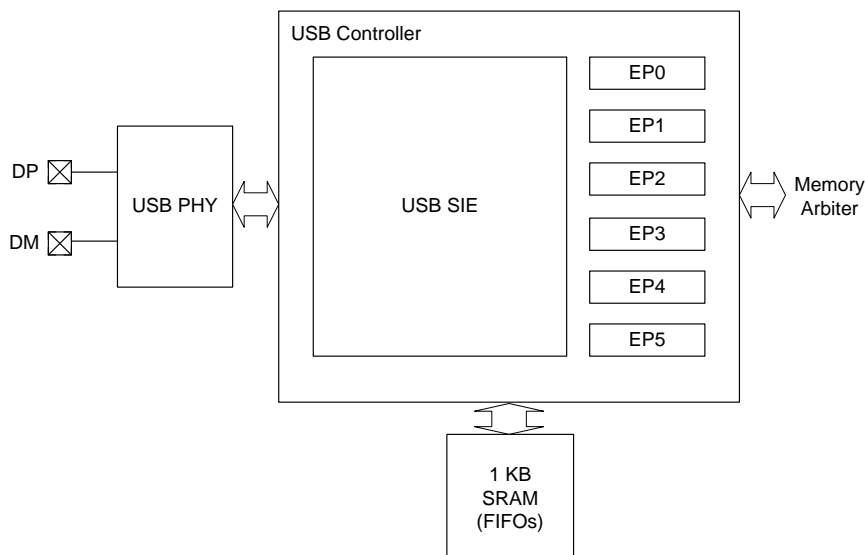 USB Controller
EP0
EP1
DP
USB PHY
USB SIE
EP2
Memory
Arbiter
DM
EP3
EP4
EP5
1 KB
SRAM
(FIFOs)